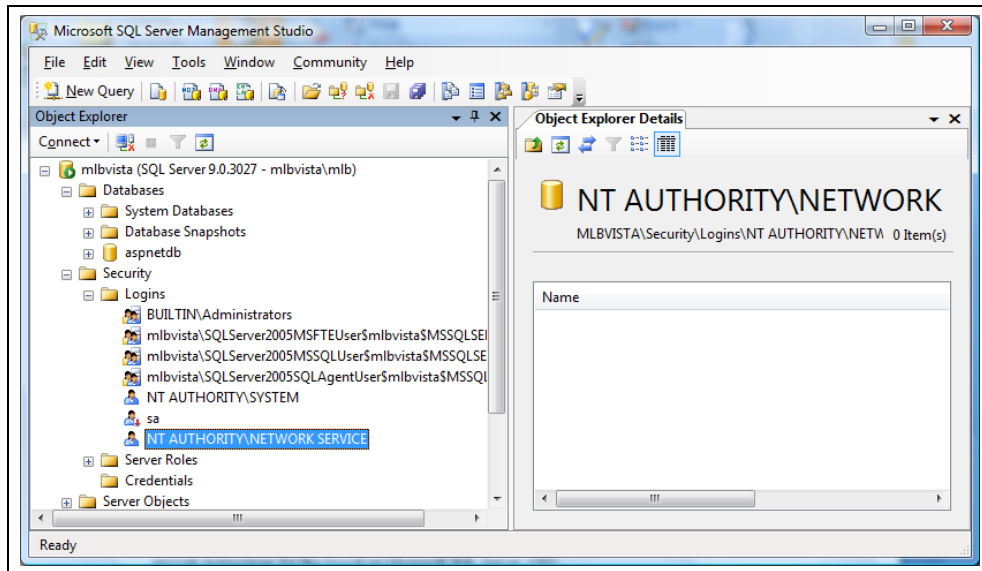 Microsoft SQL Server Management Studio
File Edit View Tools Window Community Help
New Query
Object Explorer
Connect
mlbvista (SQL Server 9.0.3027 - mlbvista\mlb)
Databases
System Databases
Database Snapshots
aspnetdb
Security
Logins
BUILTIN\Administrators
mlbvista\SQLServer2005MSFTEUser$mlbvista$MSSQLSE
mlbvista\SQLServer2005MSSQLUser$mlbvista$MSSQLSE
mlbvista\SQLServer2005SQLAgentUser$mlbvista$MSSQL
NT AUTHORITY\SYSTEM
sa
NT AUTHORITY\NETWORK SERVICE
Server Roles
Credentials
Server Objects
Object Explorer Details
NT AUTHORITY\NETWORK
MLBVISTA\Security\Logins\NT AUTHORITY\NETW 0 Item(s)
Name
Ready